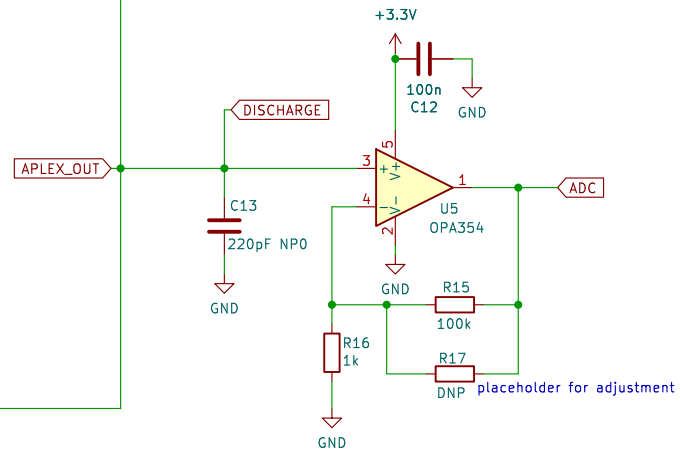 +3.3V
100n
C12
GND
DISCHARGE
APLEX_OUT
3
+
V+
5
1
ADC
4
-
V-
2
U5
OPA354
C13
220pF NP0
GND
GND
R15
100k
R16
1k
R17
DNP
placeholder for adjustment
GND